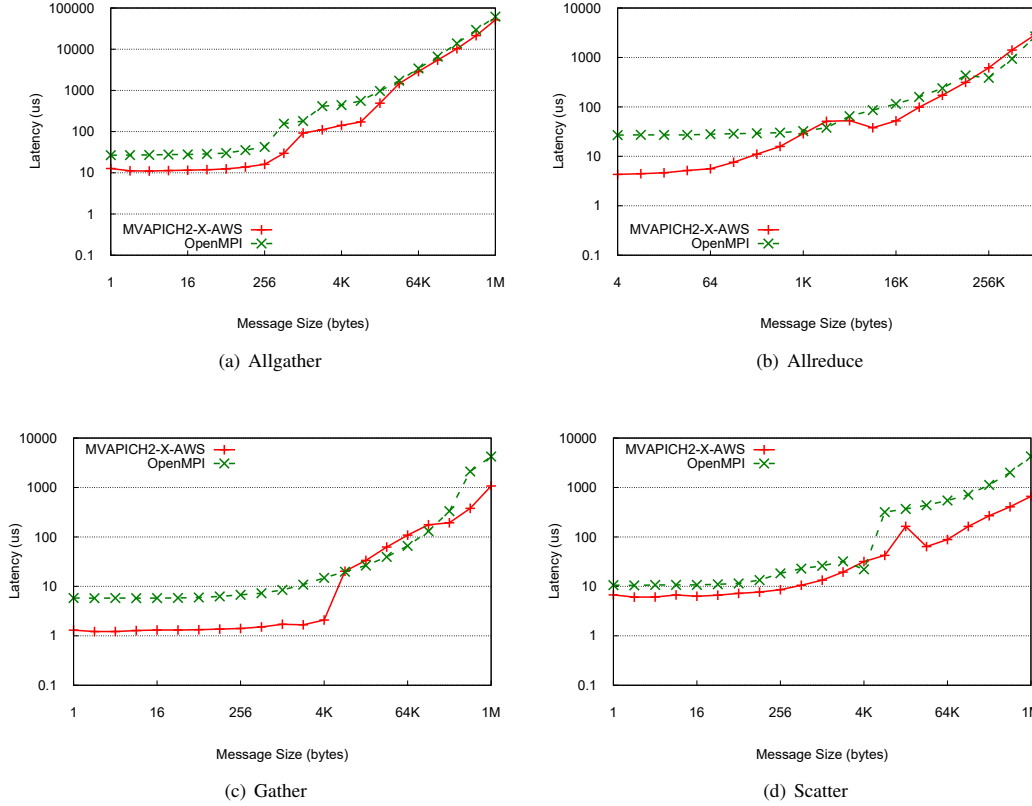 100000
10000
1000
100
10
1
0.1
Latency (us)
MVAPICH2-X-AWS
OpenMPI
1 16 256 4K 64K 1M
Message Size (bytes)
(a) Allgather
10000
1000
100
10
1
0.1
Latency (us)
MVAPICH2-X-AWS
OpenMPI
4 64 1K 16K 256K
Message Size (bytes)
(b) Allreduce
10000
1000
100
10
1
0.1
Latency (us)
MVAPICH2-X-AWS
OpenMPI
1 16 256 4K 64K 1M
Message Size (bytes)
(c) Gather
10000
1000
100
10
1
0.1
Latency (us)
MVAPICH2-X-AWS
OpenMPI
1 16 256 4K 64K 1M
Message Size (bytes)
(d) Scatter